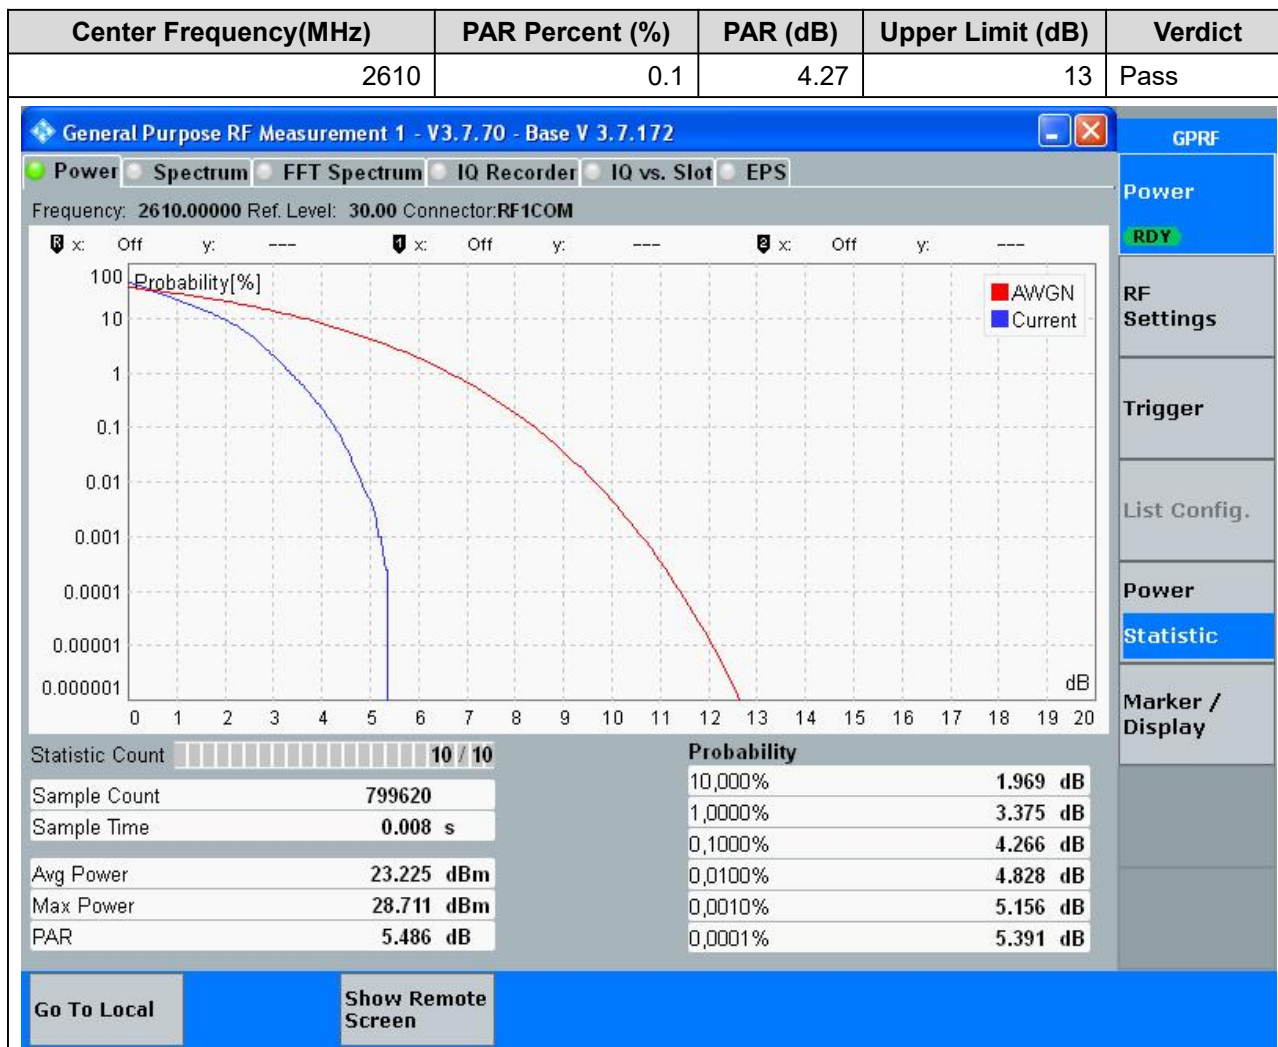 Center Frequency(MHz) PAR Percent (%) PAR (dB) Upper Limit (dB) Verdict
2610 0.1 4.27 13 Pass
General Purpose RF Measurement 1 - V3.7.70 - Base V 3.7.172
GPRF
Power Spectrum FFT Spectrum IQ Recorder IQ vs. Slot EPS
Frequency: 2610.00000 Ref. Level: 30.00 Connector:RF1COM
R x: Off y: --- 1 x: Off y: --- 2 x: Off y: ---
Probability[%]
AWGN
Current
100
10
1
0.1
0.01
0.001
0.0001
0.00001
0.000001
dB
0 1 2 3 4 5 6 7 8 9 10 11 12 13 14 15 16 17 18 19 20
Statistic Count 10 / 10
Sample Count 799620
Sample Time 0.008 s
Avg Power 23.225 dBm
Max Power 28.711 dBm
PAR 5.486 dB
Probability
10,000% 1.969 dB
1,0000% 3.375 dB
0,1000% 4.266 dB
0,0100% 4.828 dB
0,0010% 5.156 dB
0,0001% 5.391 dB
Power
RDY
RF
Settings
Trigger
List Config.
Power
Statistic
Marker /
Display
Go To Local
Show Remote
Screen